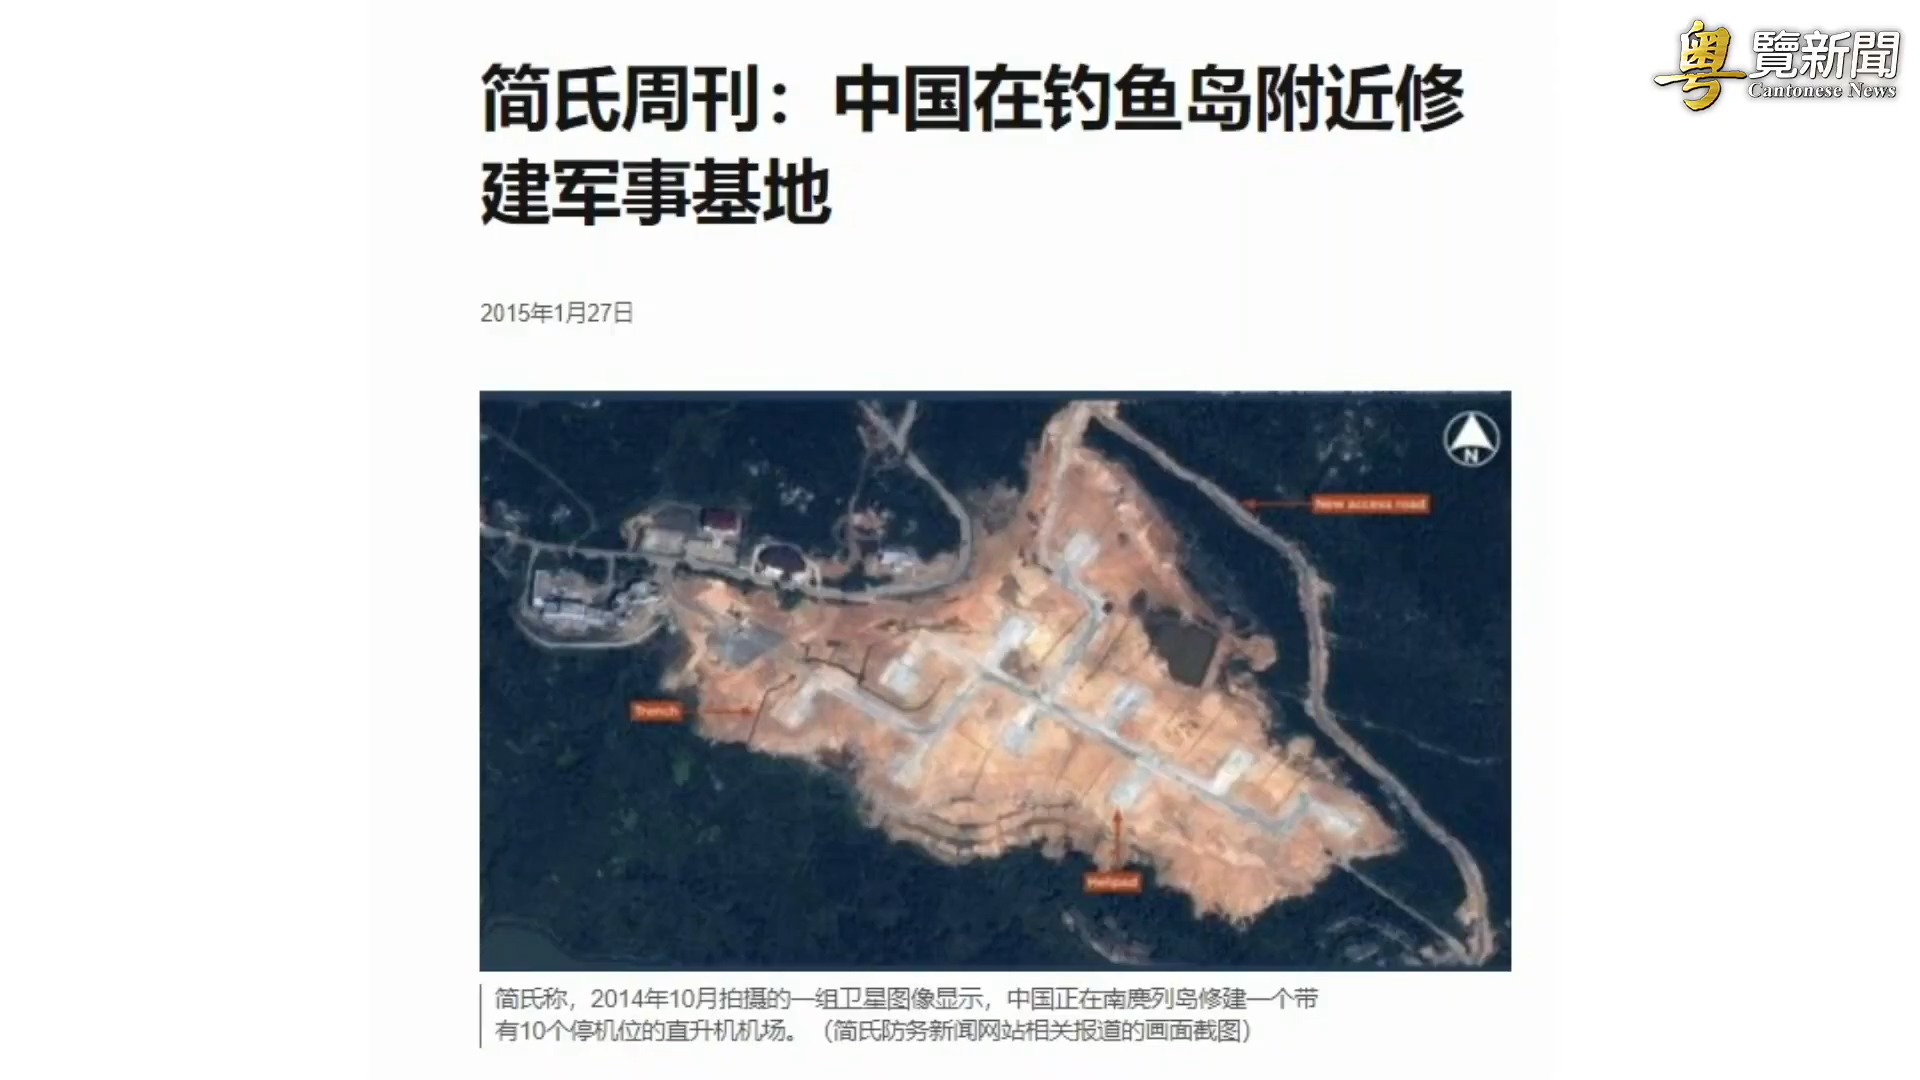 粤覽新聞
Cantonese News
简氏周刊：中国在钓鱼岛附近修
建军事基地
2015年1月27日
N
New access road
Trench
Helipad
简氏称，2014年10月拍摄的一组卫星图像显示，中国正在南麂列岛修建一个带
有10个停机位的直升机机场。（简氏防务新闻网站相关报道的画面截图）